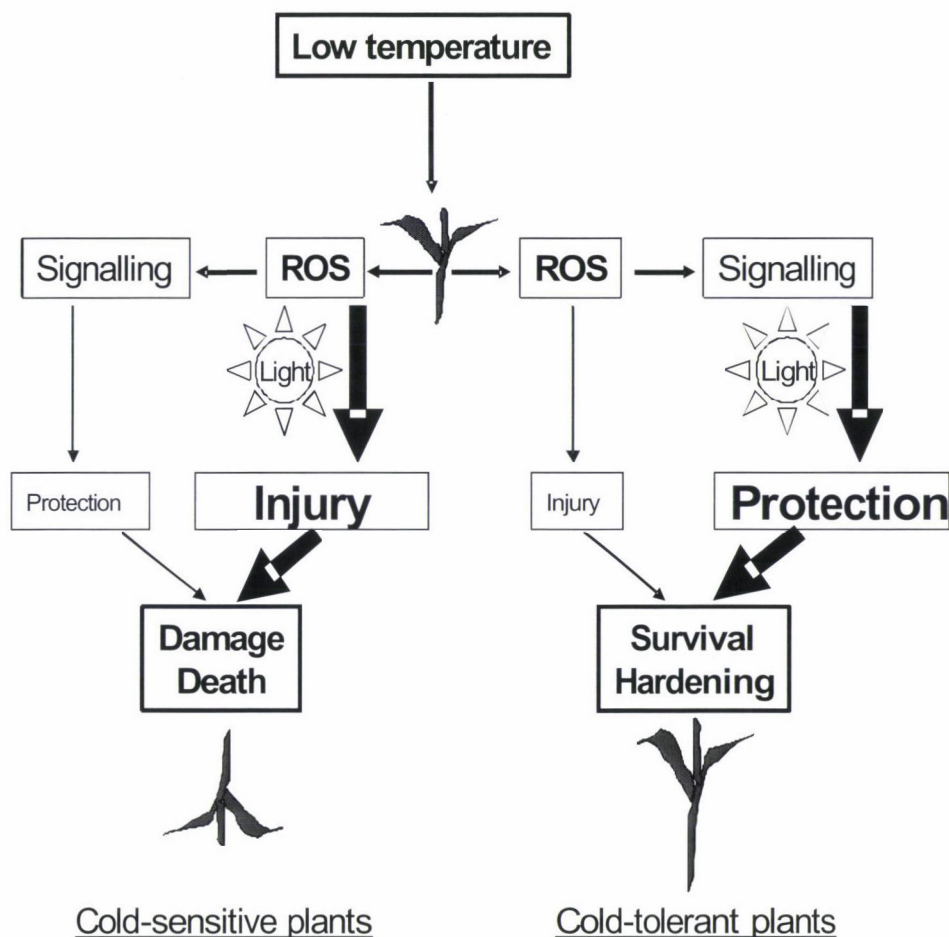 Low temperature
Signalling
ROS
ROS
Signalling
Light
Light
Protection
Injury
Injury
Protection
Damage
Death
Survival
Hardening
Cold-sensitive plants
Cold-tolerant plants